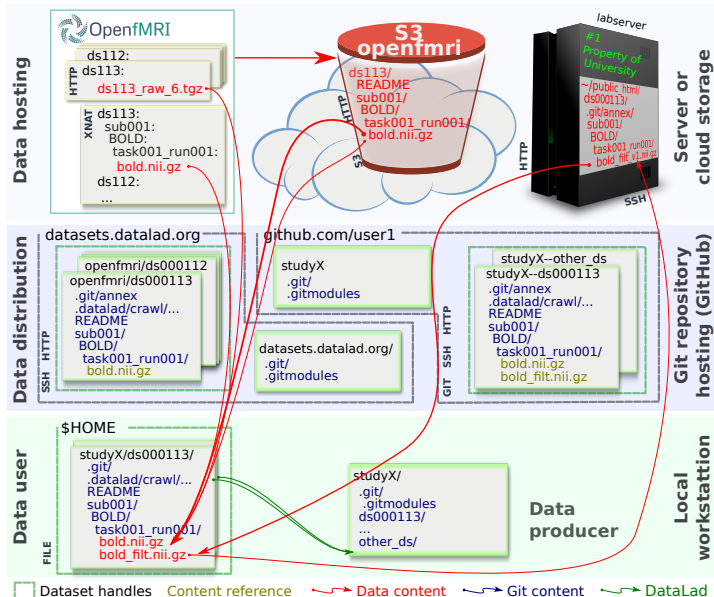 Data hosting
OpenfMRI
HTTP
ds112:
ds113:
ds113_raw_6.tgz
XNAT
ds113:
sub001:
BOLD:
task001_run001:
bold.nii.gz
ds112:
...
S3
openfmri
ds113/
README
sub001/
BOLD/
task001_run001/
bold.nii.gz
HTTP
S3
labserver
#1
Property of
University
~/public_html/
ds000113/
.git/annex/
sub001/
BOLD/
task_run001/
bold_filt_v1.nii.gz
HTTP
SSH
Server or
cloud storage
Data distribution
datasets.datalad.org
openfmri/ds000112
openfmri/ds000113
.git/annex
.datalad/crawl/...
README
sub001/
BOLD/
task001_run001/
bold.nii.gz
SSH HTTP
datasets.datalad.org/
.git/
.gitmodules
github.com/user1
studyX
.git/
.gitmodules
GIT SSH HTTP
studyX--other_ds
studyX--ds000113
.git/annex
.datalad/crawl/...
README
sub001/
BOLD/
task001_run001/
bold.nii.gz
bold_filt.nii.gz
Git repository
hosting (GitHub)
Data user
$HOME
studyX/ds000113/
.git/
.datalad/crawl/...
README
sub001/
BOLD/
task001_run001/
bold.nii.gz
bold_filt.nii.gz
FILE
studyX/
.git/
.gitmodules
ds000113/
...
other_ds/
Data
producer
Local
workstattion
Dataset handles
Content reference
Data content
Git content
DataLad